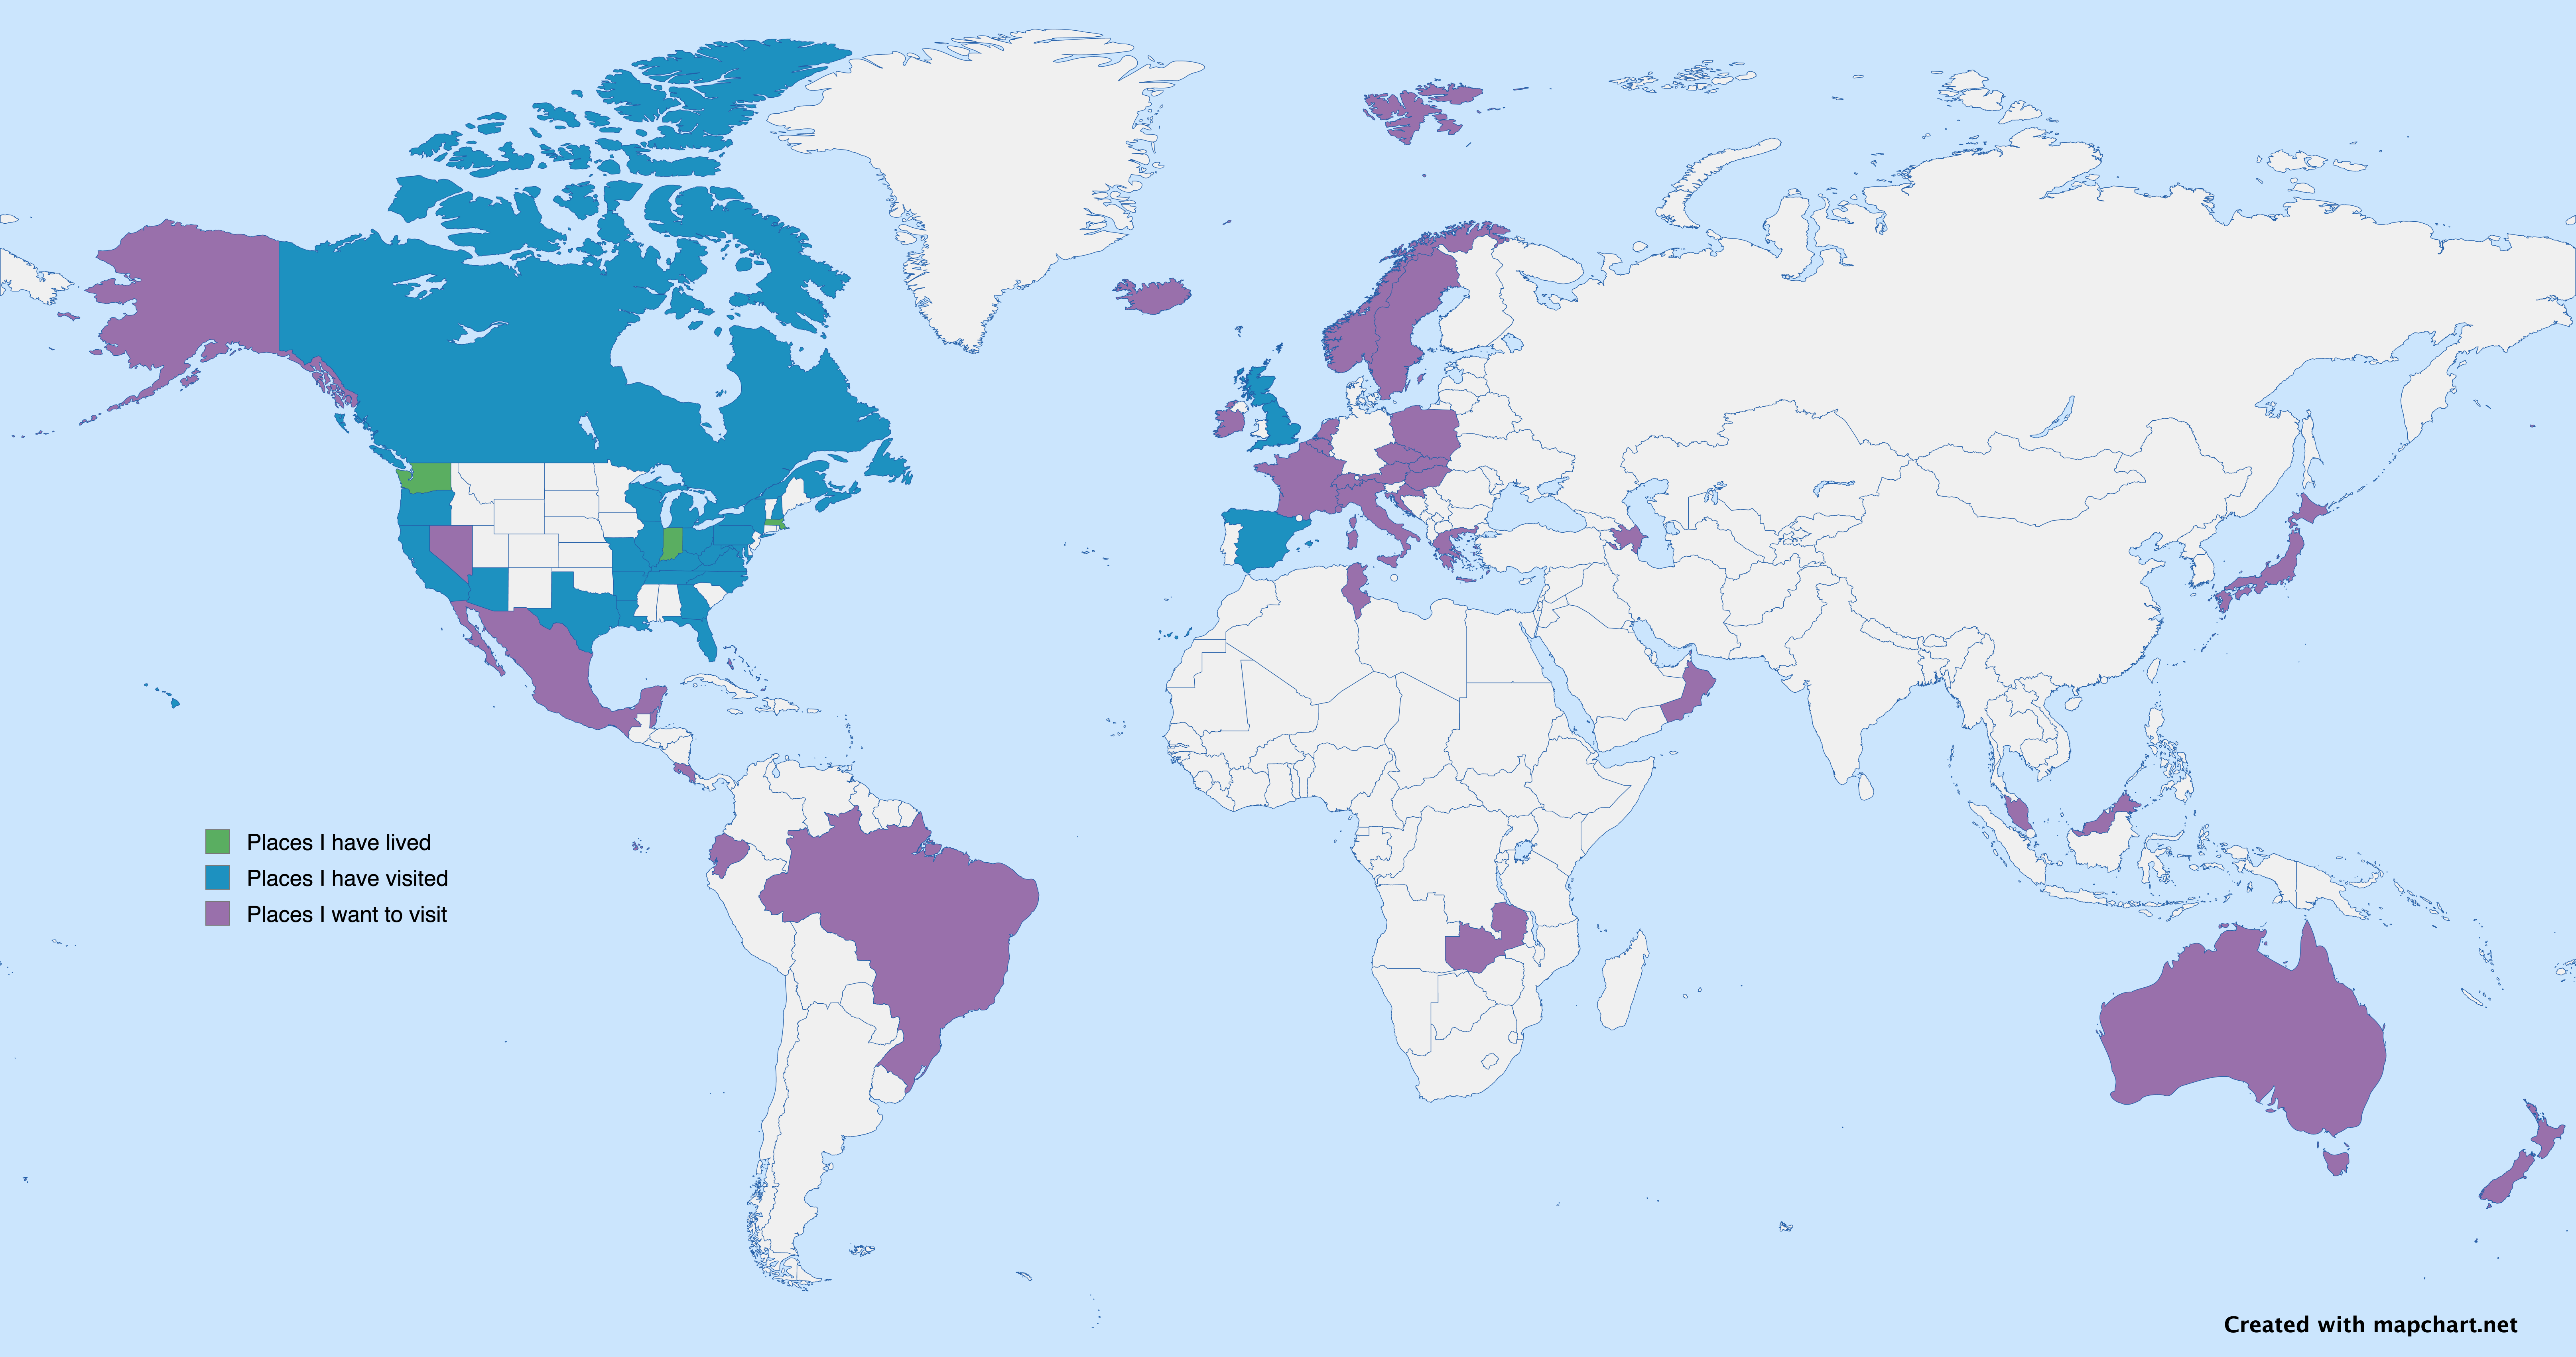 Places I have lived
Places I have visited
Places I want to visit
Created with mapchart.net